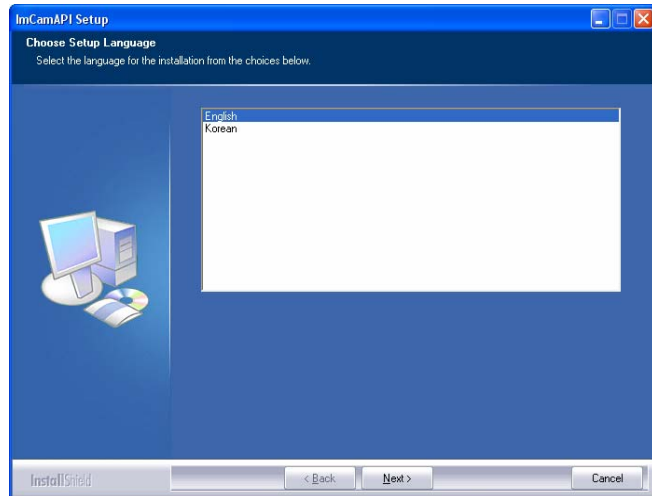 ImCamAPI Setup
Choose Setup Language
Select the language for the installation from the choices below.
English
Korean
InstallShield
< Back
Next >
Cancel